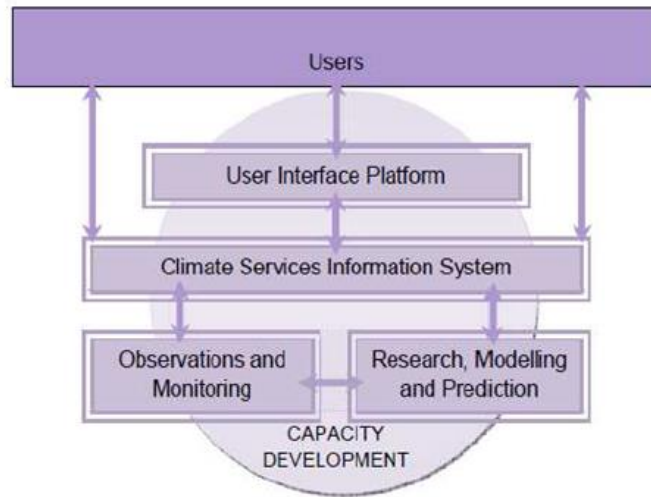 Users
User Interface Platform
Climate Services Information System
Observations and
Monitoring
Research, Modelling
and Prediction
CAPACITY
DEVELOPMENT